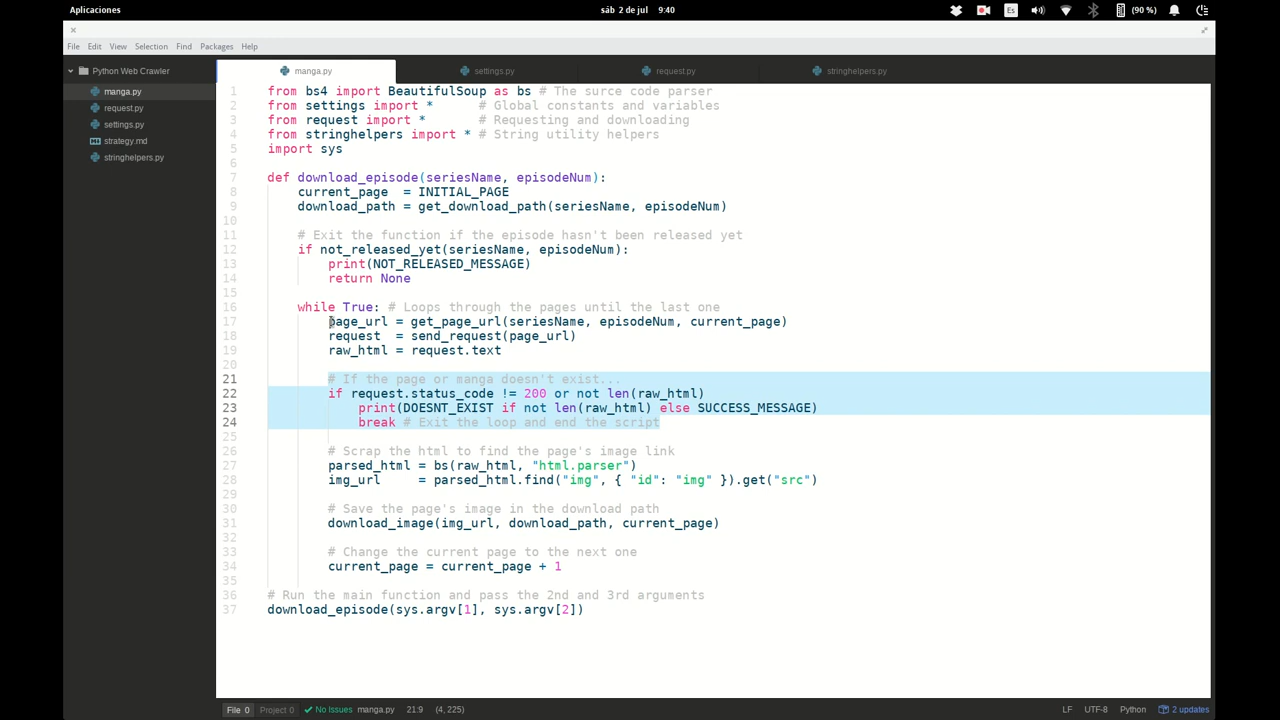 Aplicaciones
sáb 2 de jul 9:40
Es
(90 %)
File Edit View Selection Find Packages Help
Python Web Crawler
manga.py
request.py
settings.py
strategy.md
stringhelpers.py
manga.py settings.py request.py stringhelpers.py
1 from bs4 import BeautifulSoup as bs # The surce code parser
2 from settings import * # Global constants and variables
3 from request import * # Requesting and downloading
4 from stringhelpers import * # String utility helpers
5 import sys
6
7 def download_episode(seriesName, episodeNum):
8 current_page = INITIAL_PAGE
9 download_path = get_download_path(seriesName, episodeNum)
10
11 # Exit the function if the episode hasn't been released yet
12 if not_released_yet(seriesName, episodeNum):
13 print(NOT_RELEASED_MESSAGE)
14 return None
15
16 while True: # Loops through the pages until the last one
17 page_url = get_page_url(seriesName, episodeNum, current_page)
18 request = send_request(page_url)
19 raw_html = request.text
20
21 # If the page or manga doesn't exist...
22 if request.status_code != 200 or not len(raw_html)
23 print(DOESNT_EXIST if not len(raw_html) else SUCCESS_MESSAGE)
24 break # Exit the loop and end the script
25
26 # Scrap the html to find the page's image link
27 parsed_html = bs(raw_html, "html.parser")
28 img_url = parsed_html.find("img", { "id": "img" }).get("src")
29
30 # Save the page's image in the download path
31 download_image(img_url, download_path, current_page)
32
33 # Change the current page to the next one
34 current_page = current_page + 1
35
36 # Run the main function and pass the 2nd and 3rd arguments
37 download_episode(sys.argv[1], sys.argv[2])
File 0 Project 0 No Issues manga.py 21:9 (4, 225) LF UTF-8 Python 2 updates